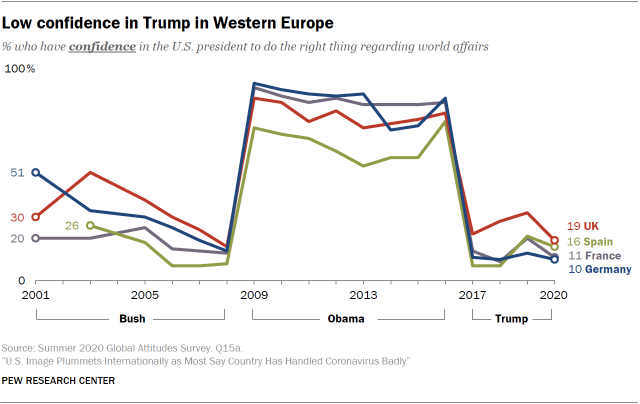 Low confidence in Trump in Western Europe
% who have confidence in the U.S. president to do the right thing regarding world affairs
100%
51
30
26
20
0
19 UK
16 Spain
11 France
10 Germany
2001 2005 2009 2013 2017 2020
Bush Obama Trump
Source: Summer 2020 Global Attitudes Survey. Q15a.
"U.S. Image Plummets Internationally as Most Say Country Has Handled Coronavirus Badly"
PEW RESEARCH CENTER